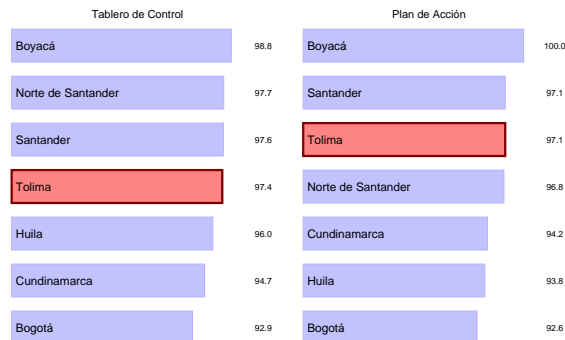 Tablero de Control
Boyacá 98.8
Norte de Santander 97.7
Santander 97.6
Tolima 97.4
Huila 96.0
Cundinamarca 94.7
Bogotá 92.9
Plan de Acción
Boyacá 100.0
Santander 97.1
Tolima 97.1
Norte de Santander 96.8
Cundinamarca 94.2
Huila 93.8
Bogotá 92.6